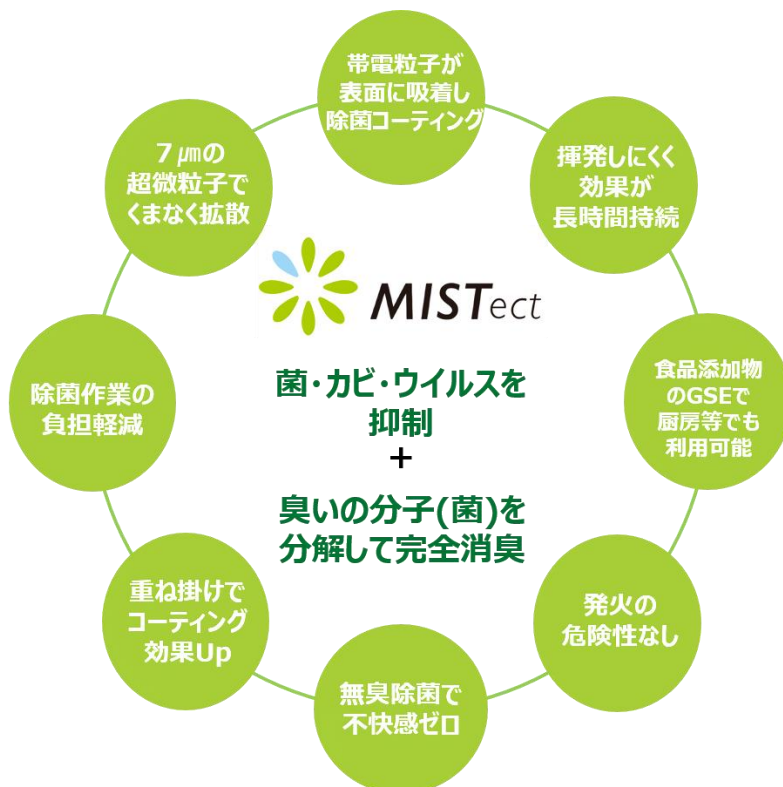 帯電粒子が
表面に吸着し
除菌コーティング
揮発しにくく
効果が
長時間持続
食品添加物
のGSEで
厨房等でも
利用可能
発火の
危険性なし
無臭除菌で
不快感ゼロ
重ね掛けで
コーティング
効果Up
除菌作業の
負担軽減
7㎛の
超微粒子で
くまなく拡散
MISTect
菌・カビ・ウイルスを
抑制
+
臭いの分子(菌)を
分解して完全消臭